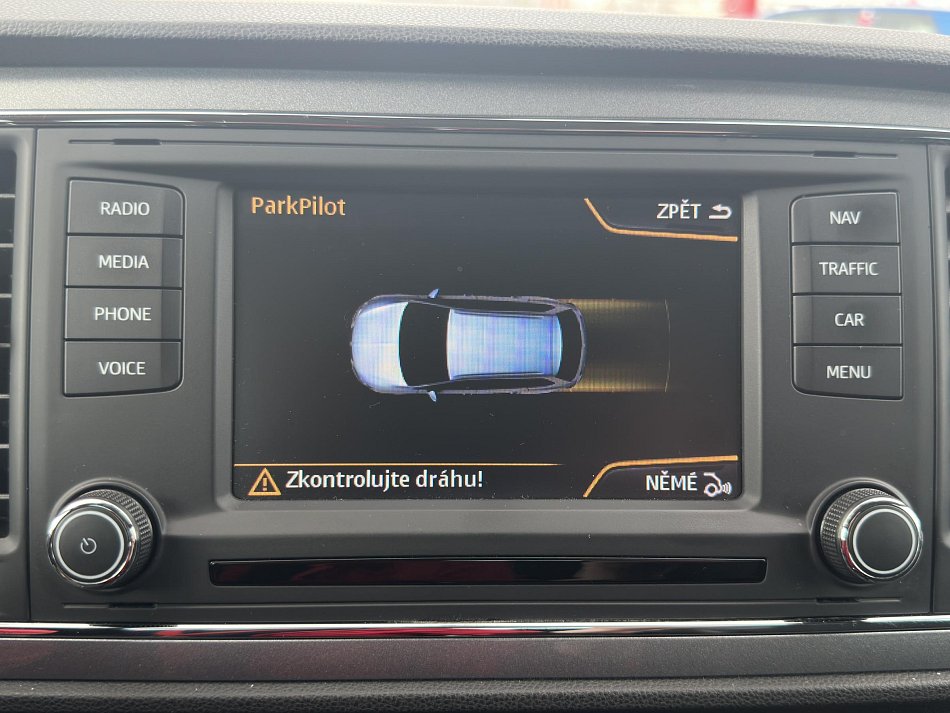 ParkPilot
ZPĚT
RADIO
MEDIA
PHONE
VOICE
NAV
TRAFFIC
CAR
MENU
Zkontrolujte dráhu!
NĚMÉ